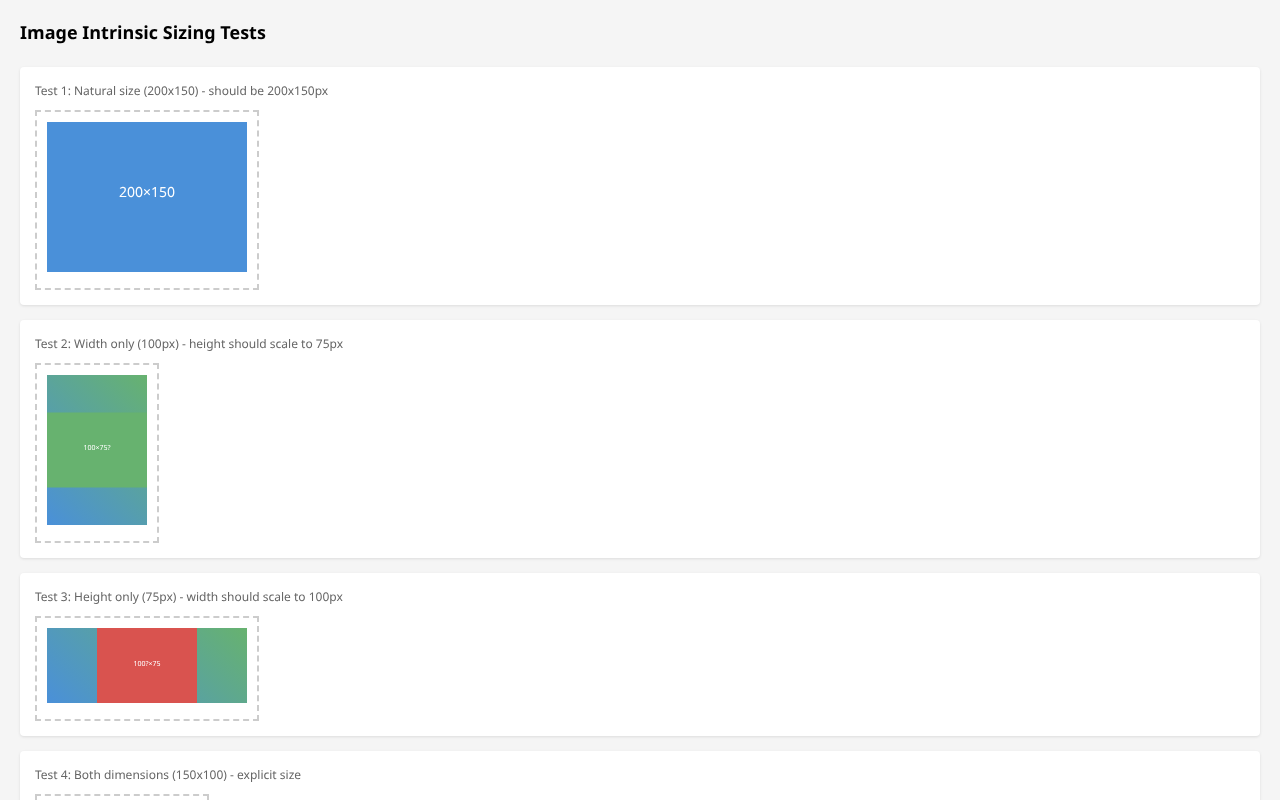 Image Intrinsic Sizing Tests
Test 1: Natural size (200x150) - should be 200x150px
200×150
Test 2: Width only (100px) - height should scale to 75px
100×75?
Test 3: Height only (75px) - width should scale to 100px
100?×75
Test 4: Both dimensions (150x100) - explicit size